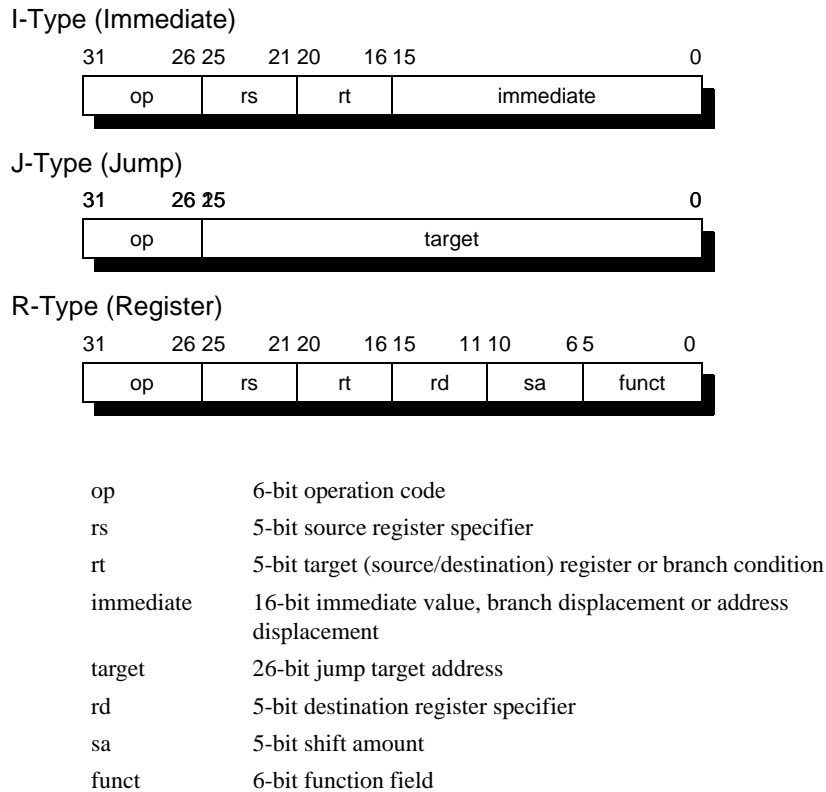 I-Type (Immediate)
31 26 25 21 20 16 15 0
op rs rt immediate
J-Type (Jump)
31 26 25 0
op target
R-Type (Register)
31 26 25 21 20 16 15 11 10 6 5 0
op rs rt rd sa funct
op 6-bit operation code
rs 5-bit source register specifier
rt 5-bit target (source/destination) register or branch condition
immediate 16-bit immediate value, branch displacement or address
displacement
target 26-bit jump target address
rd 5-bit destination register specifier
sa 5-bit shift amount
funct 6-bit function field